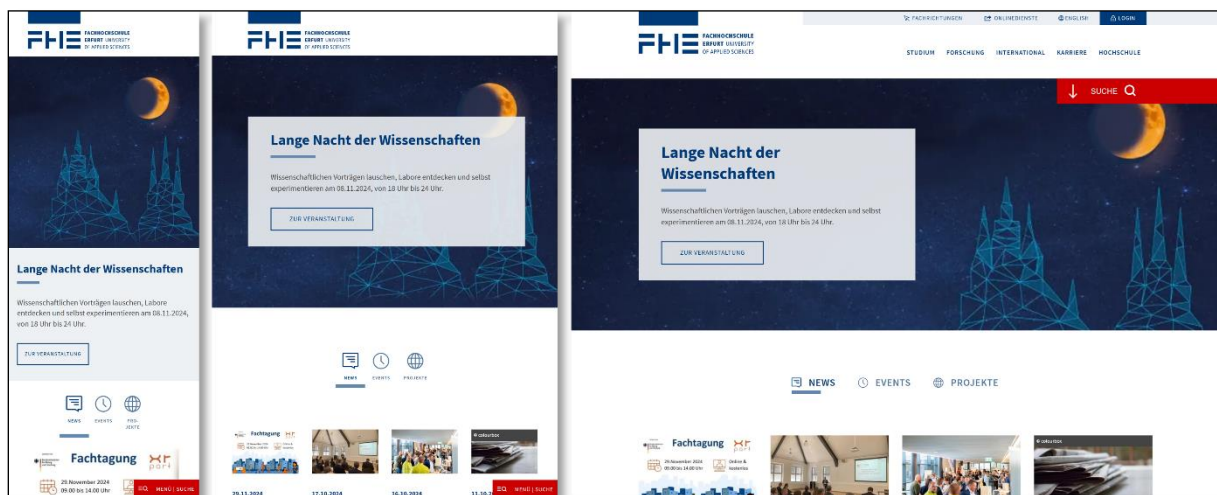 FHE
FACHHOCHSCHULE
ERFURT UNIVERSITY
OF APPLIED SCIENCES
Lange Nacht der Wissenschaften
Wissenschaftlichen Vorträgen lauschen, Labore
entdecken und selbst experimentieren am 08.11.2024,
von 18 Uhr bis 24 Uhr.
ZUR VERANSTALTUNG
NEWS
EVENTS
PRO-
JEKTE
Fachtagung
29. November 2024
09.00 bis 14.00 Uhr
MENÜ | SUCHE
FHE
FACHHOCHSCHULE
ERFURT UNIVERSITY
OF APPLIED SCIENCES
Lange Nacht der Wissenschaften
Wissenschaftlichen Vorträgen lauschen, Labore entdecken und selbst
experimentieren am 08.11.2024, von 18 Uhr bis 24 Uhr.
ZUR VERANSTALTUNG
NEWS
EVENTS
PROJEKTE
Fachtagung
29.11.2024
17.10.2024
16.10.2024
MENÜ | SUCHE
FACHRICHTUNGEN
ONLINEDIENSTE
ENGLISH
LOGIN
FHE
FACHHOCHSCHULE
ERFURT UNIVERSITY
OF APPLIED SCIENCES
STUDIUM
FORSCHUNG
INTERNATIONAL
KARRIERE
HOCHSCHULE
SUCHE
Lange Nacht der
Wissenschaften
Wissenschaftlichen Vorträgen lauschen, Labore entdecken und selbst
experimentieren am 08.11.2024, von 18 Uhr bis 24 Uhr.
ZUR VERANSTALTUNG
NEWS
EVENTS
PROJEKTE
Fachtagung
29.November 2024
09.00 bis 14.00 Uhr
Online &
kostenlos
colourbox